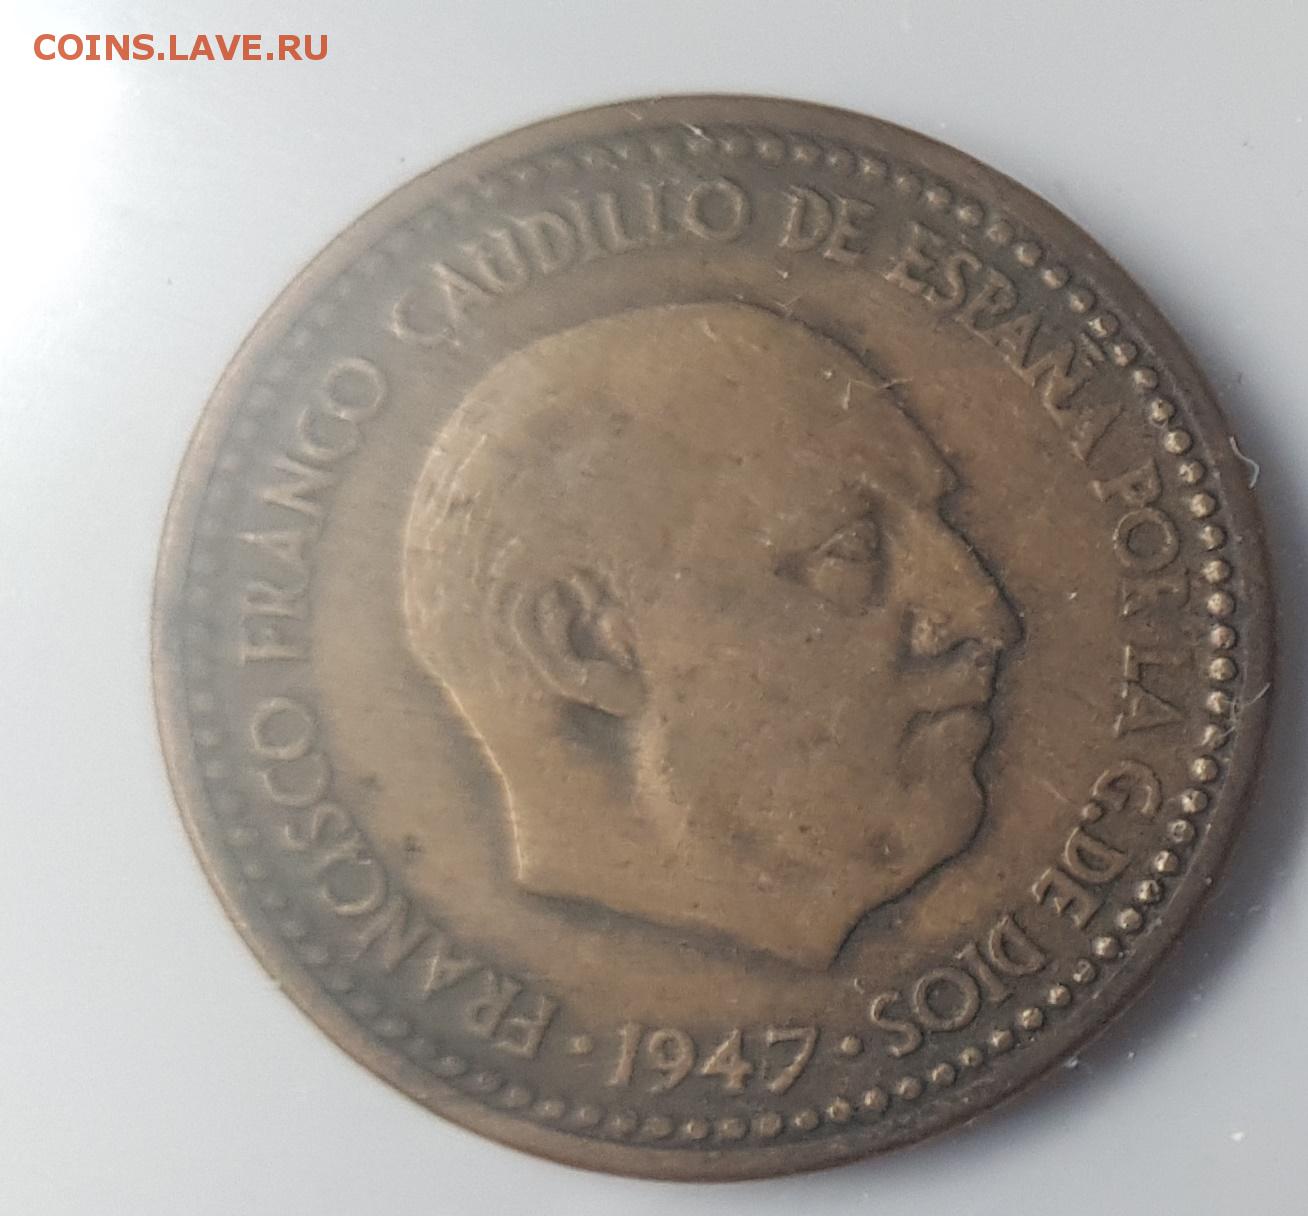 COINS.LAVE.RU
FRANCISCO FRANCO CAUDILLO DE ESPAÑA POR LA G. DE DIOS
· 1947 ·